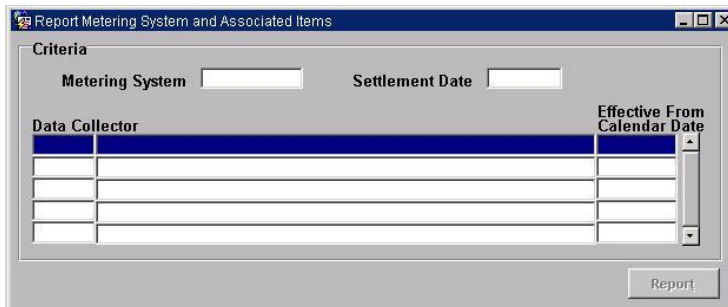 Report Metering System and Associated Items
Criteria
Metering System Settlement Date
Effective From
Data Collector Calendar Date
Report